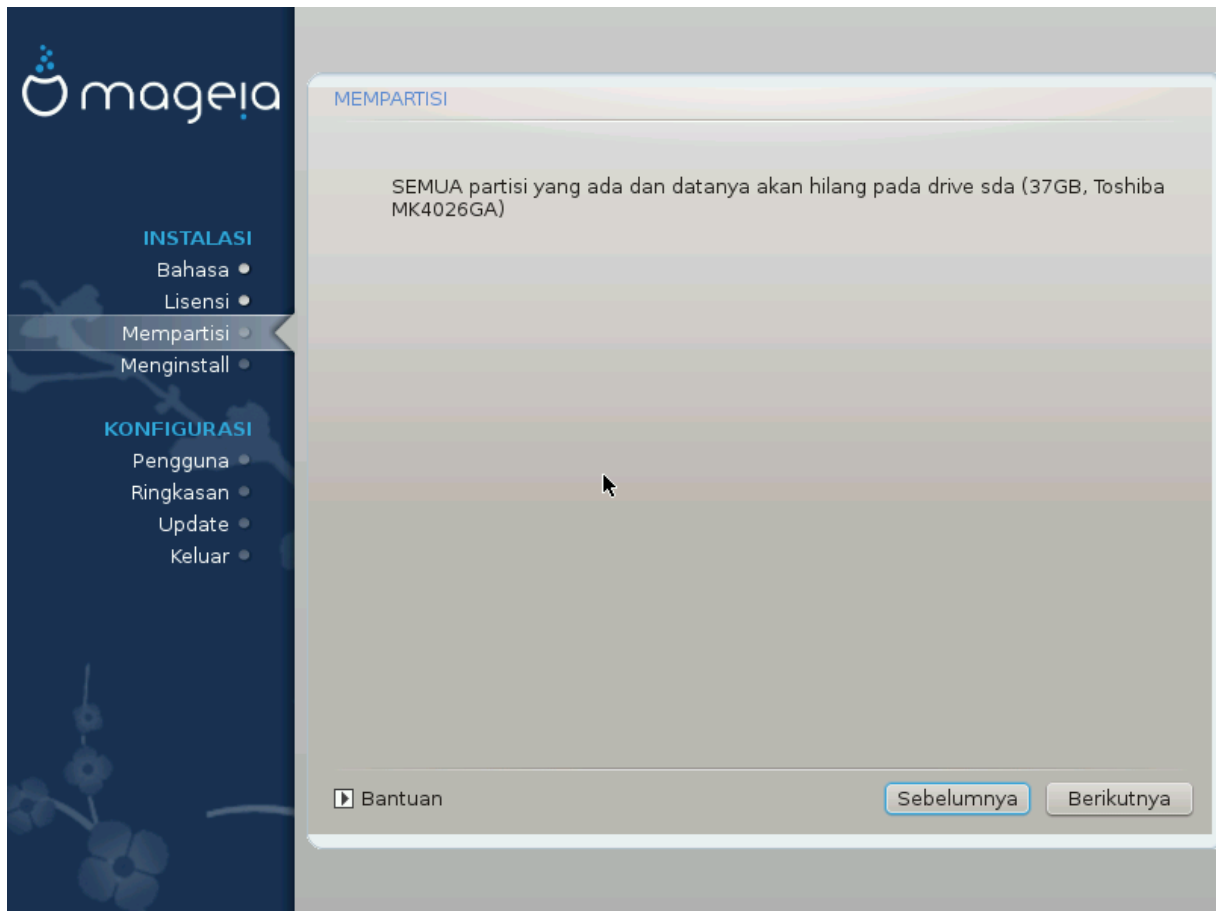 mageia
INSTALASI
Bahasa
Lisensi
Mempartisi
Menginstall
KONFIGURASI
Pengguna
Ringkasan
Update
Keluar
MEMPARTISI
SEMUA partisi yang ada dan datanya akan hilang pada drive sda (37GB, Toshiba
MK4026GA)
Bantuan
Sebelumnya
Berikutnya